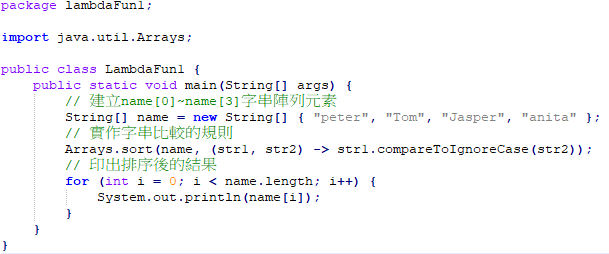 package lambdaFun1;
import java.util.Arrays;
public class LambdaFun1 {
public static void main(String[] args) {
// 建立name[0]~name[3]字串陣列元素
String[] name = new String[] { "peter", "Tom", "Jasper", "anita" };
// 實作字串比較的規則
Arrays.sort(name, (str1, str2) -> str1.compareToIgnoreCase(str2));
// 印出排序後的結果
for (int i = 0; i < name.length; i++) {
System.out.println(name[i]);
}
}
}